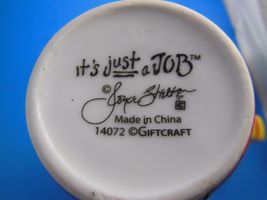 it's just a JOB™
© Joyce Shelton
Made in China
14072 ©GIFTCRAFT